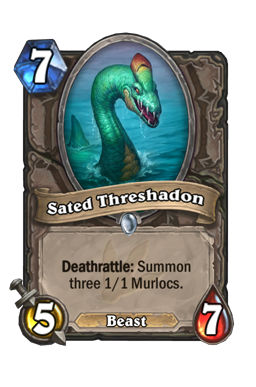 7
Sated Threshadon
Deathrattle: Summon
three 1/1 Murlocs.
5
Beast
7